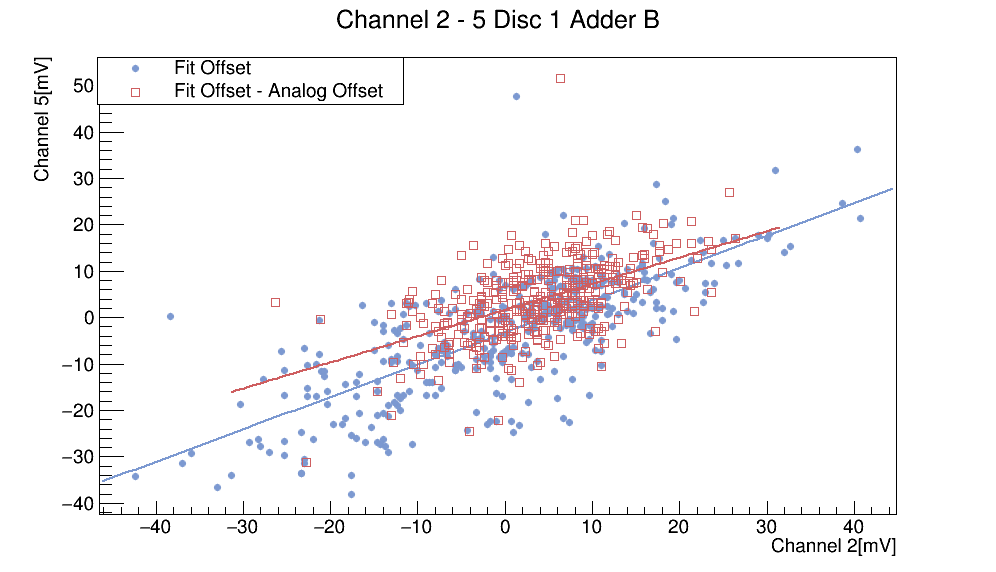 Channel 2 - 5 Disc 1 Adder B
Channel 5[mV]
Fit Offset
Fit Offset - Analog Offset
50
40
30
20
10
0
−10
−20
−30
−40
−40 −30 −20 −10 0 10 20 30 40
Channel 2[mV]